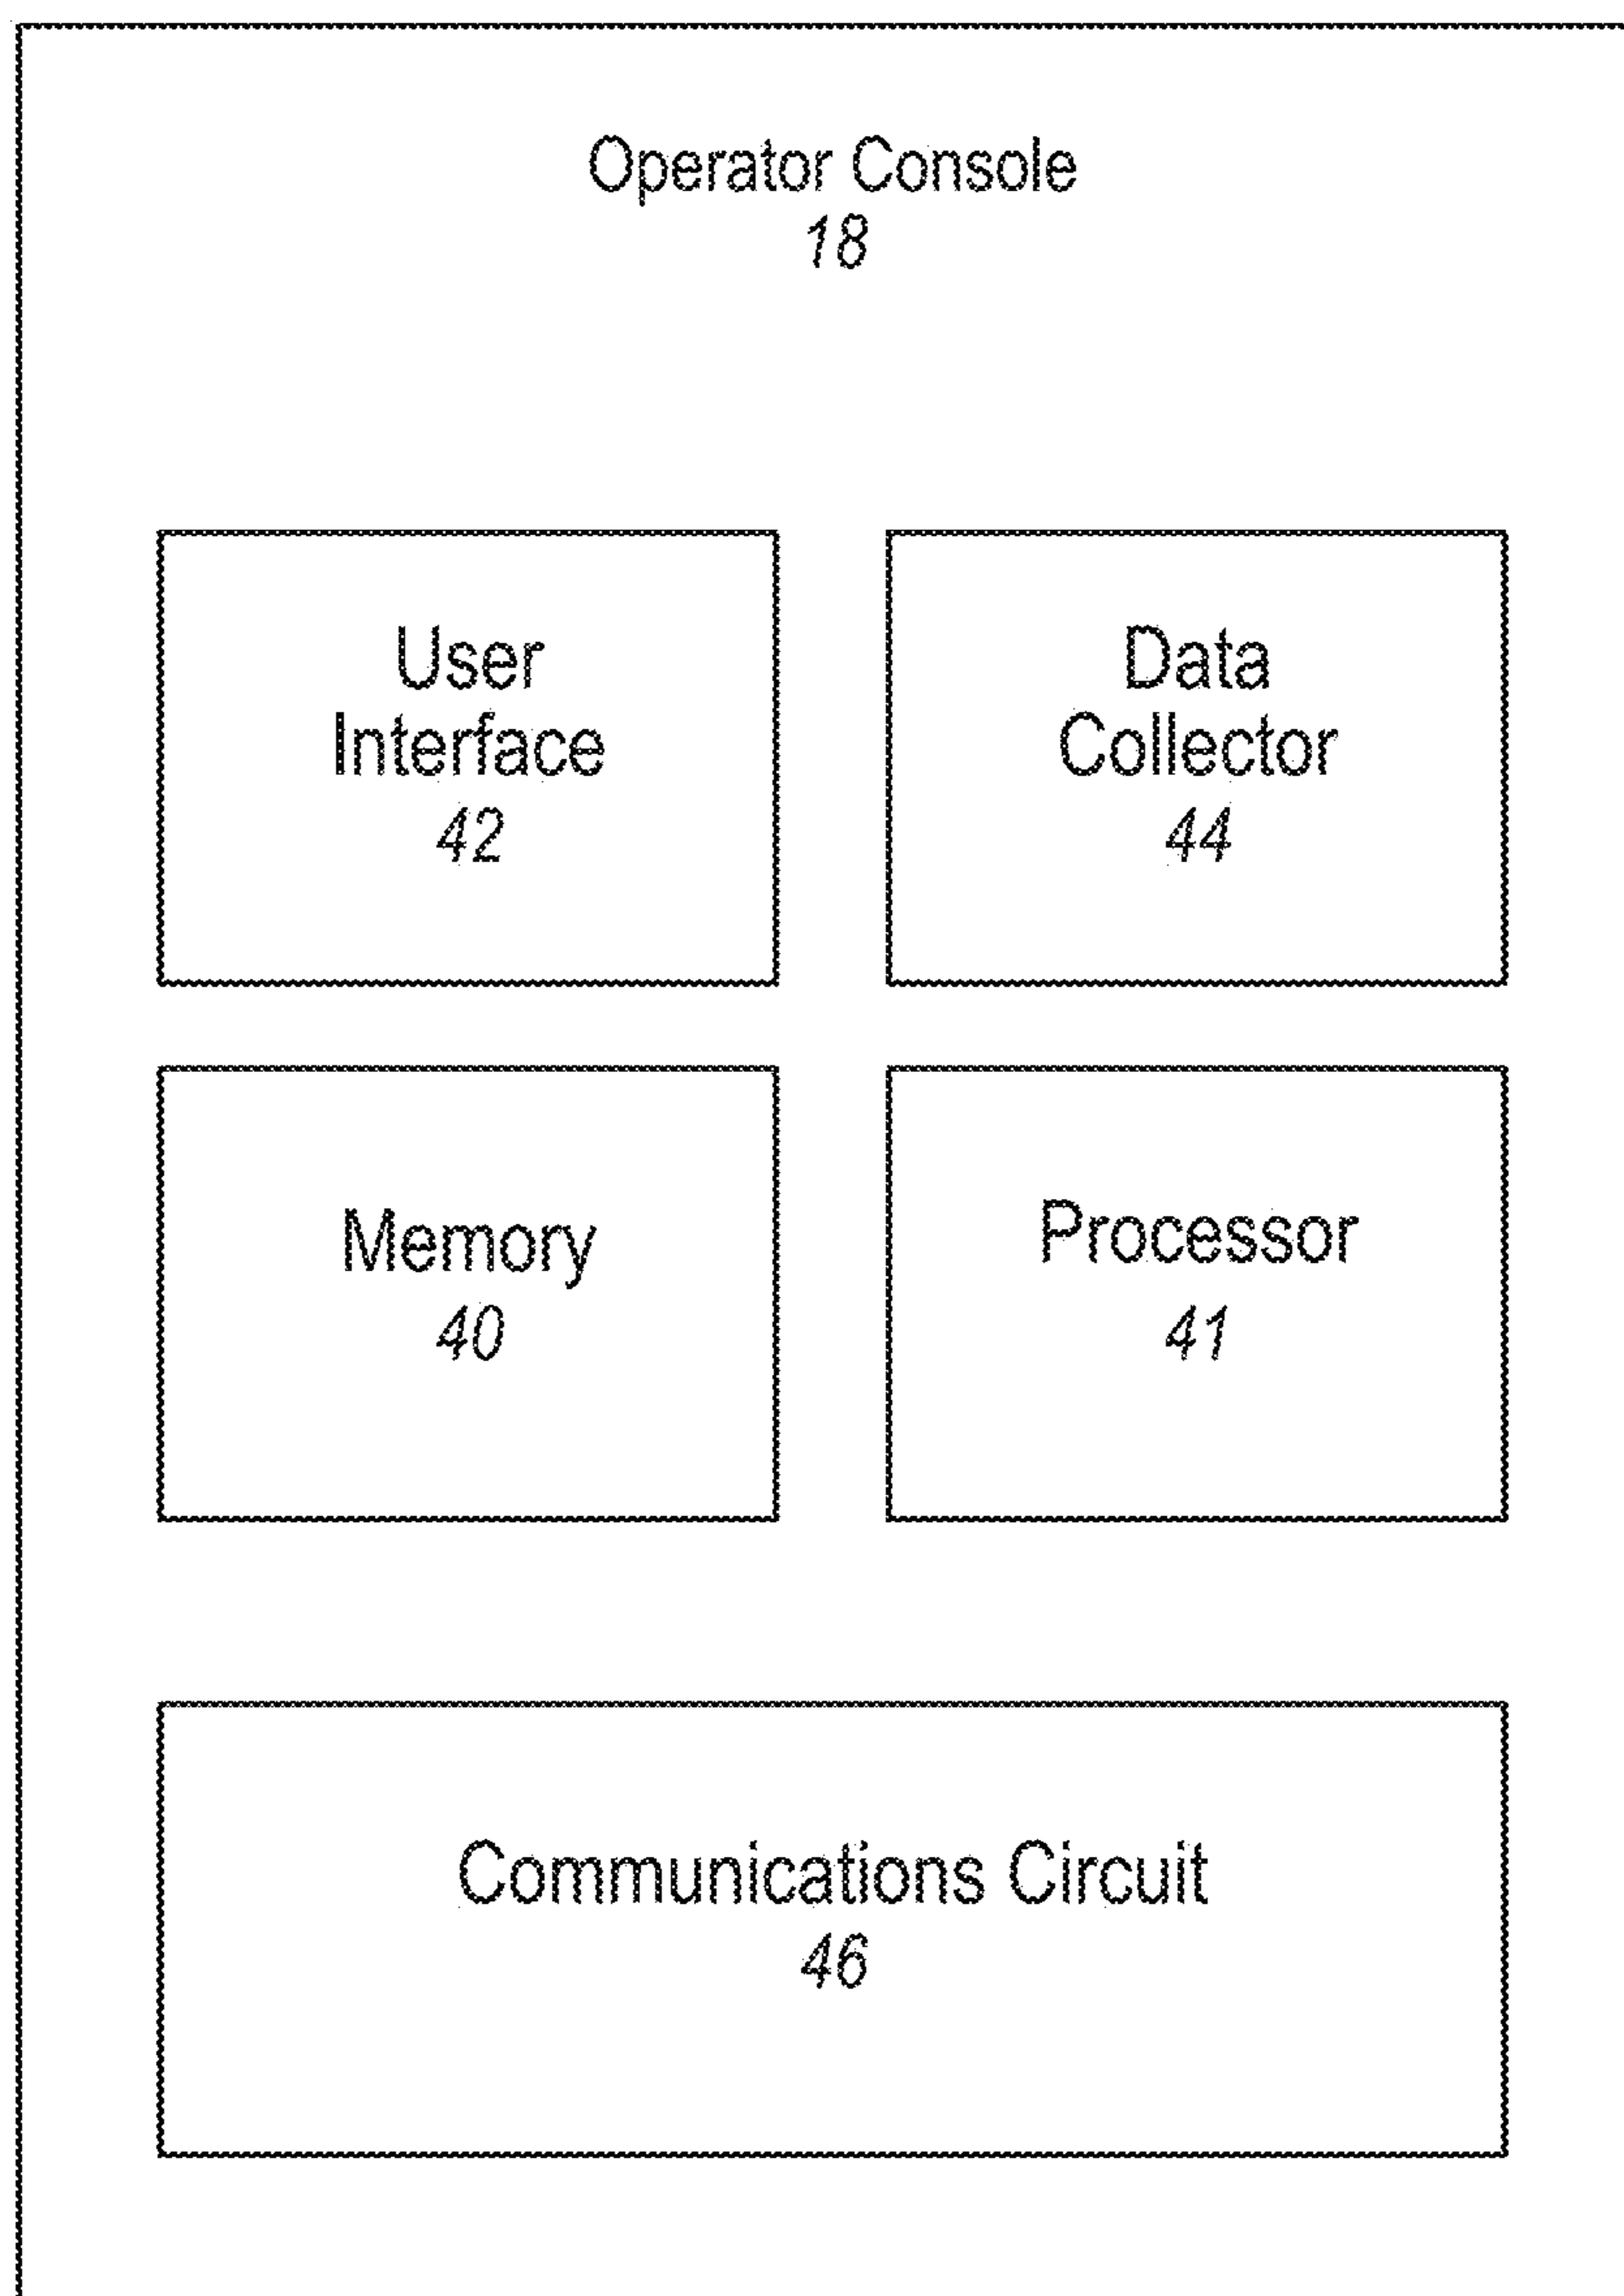 Operator Console
18
User
Interface
42
Data
Collector
44
Memory
40
Processor
41
Communications Circuit
46